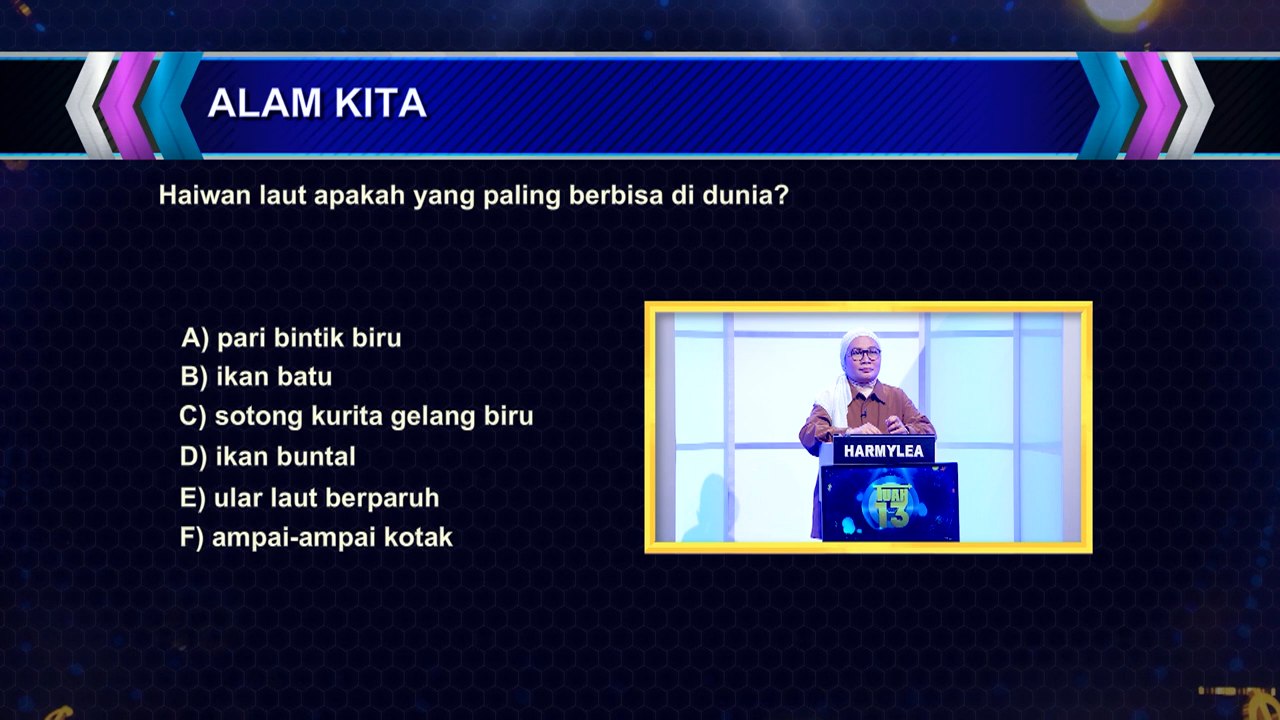 ALAM KITA
Haiwan laut apakah yang paling berbisa di dunia?
A) pari bintik biru
B) ikan batu
C) sotong kurita gelang biru
D) ikan buntal
E) ular laut berparuh
F) ampai-ampai kotak
HARMYLEA
TUAH
13